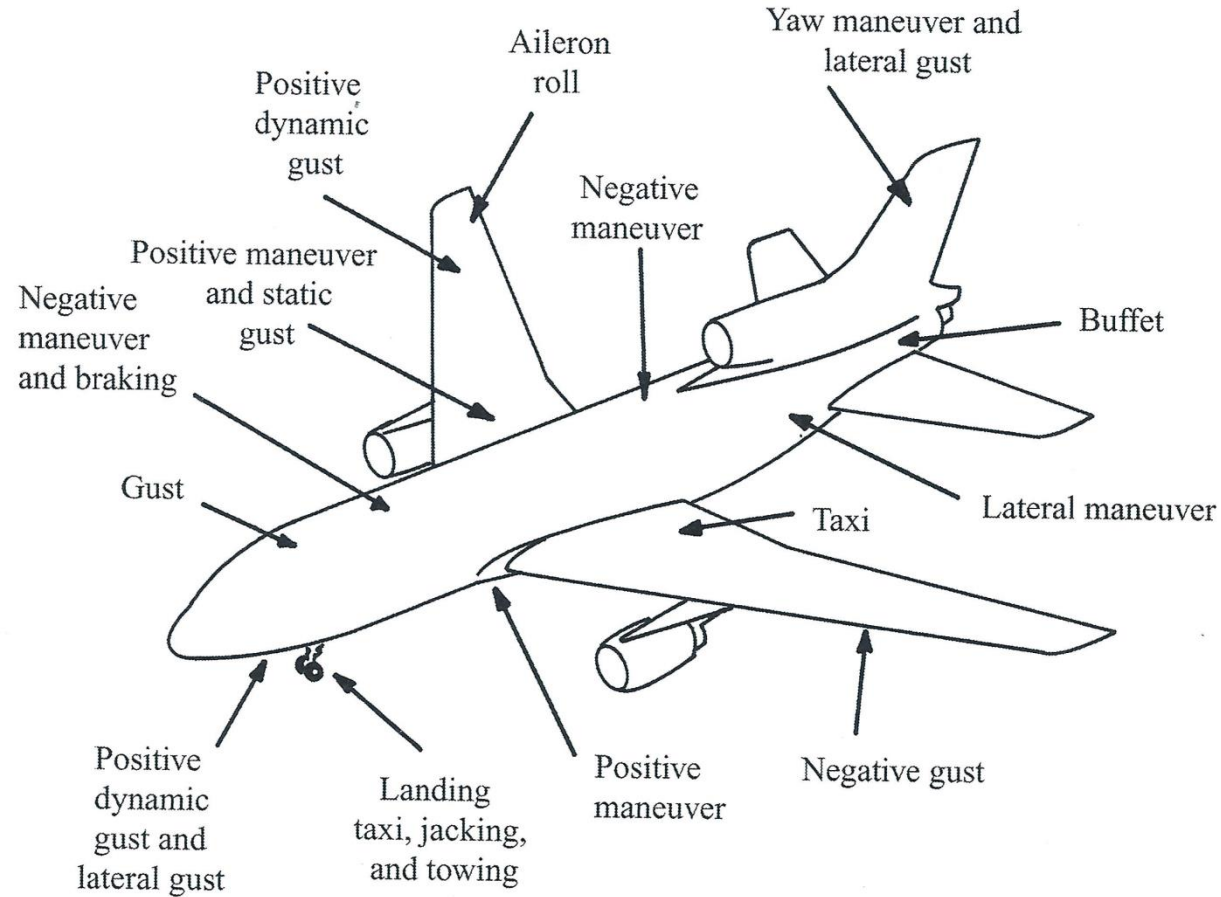 Yaw maneuver and
lateral gust
Aileron
roll
Positive
dynamic
gust
Negative
maneuver
Positive maneuver
and static
gust
Negative
maneuver
and braking
Buffet
Gust
Lateral maneuver
Taxi
Positive
dynamic
gust and
lateral gust
Landing
taxi, jacking,
and towing
Positive
maneuver
Negative gust